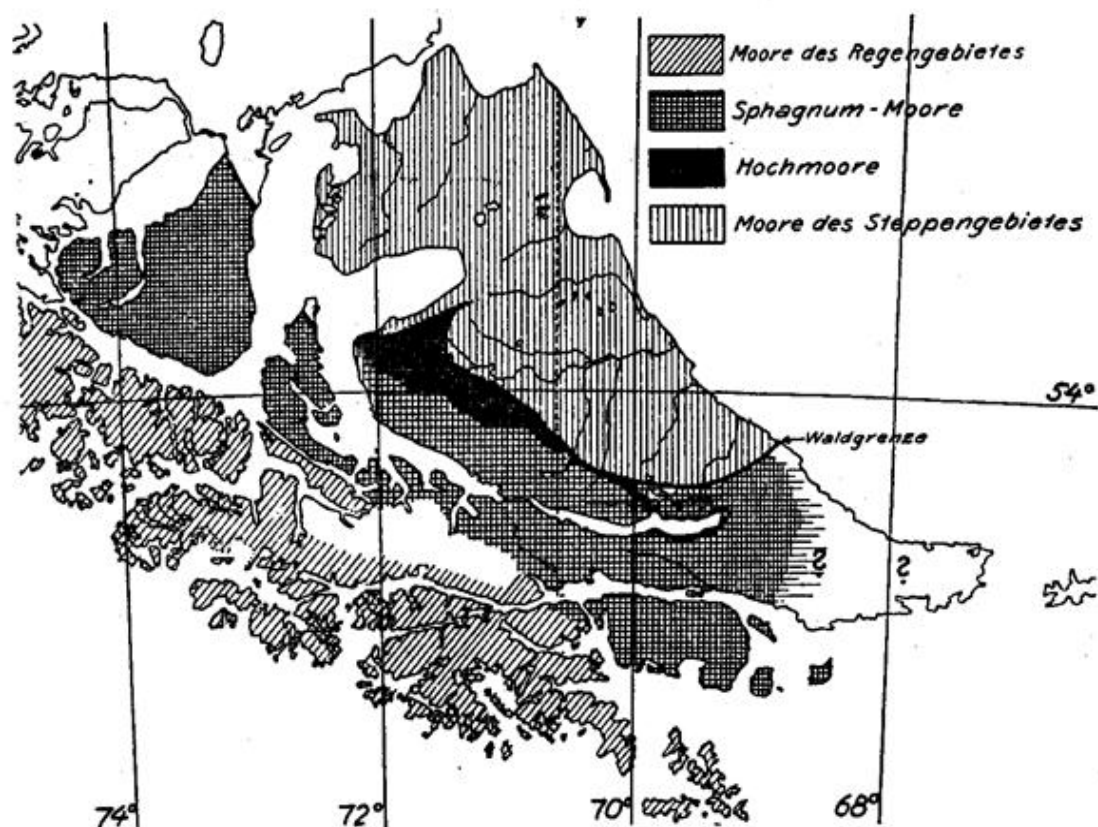 Moore des Regengebietes
Sphagnum-Moore
Hochmoore
Moore des Steppengebietes
54°
Waldgrenze
?
?
74°
72°
70°
68°